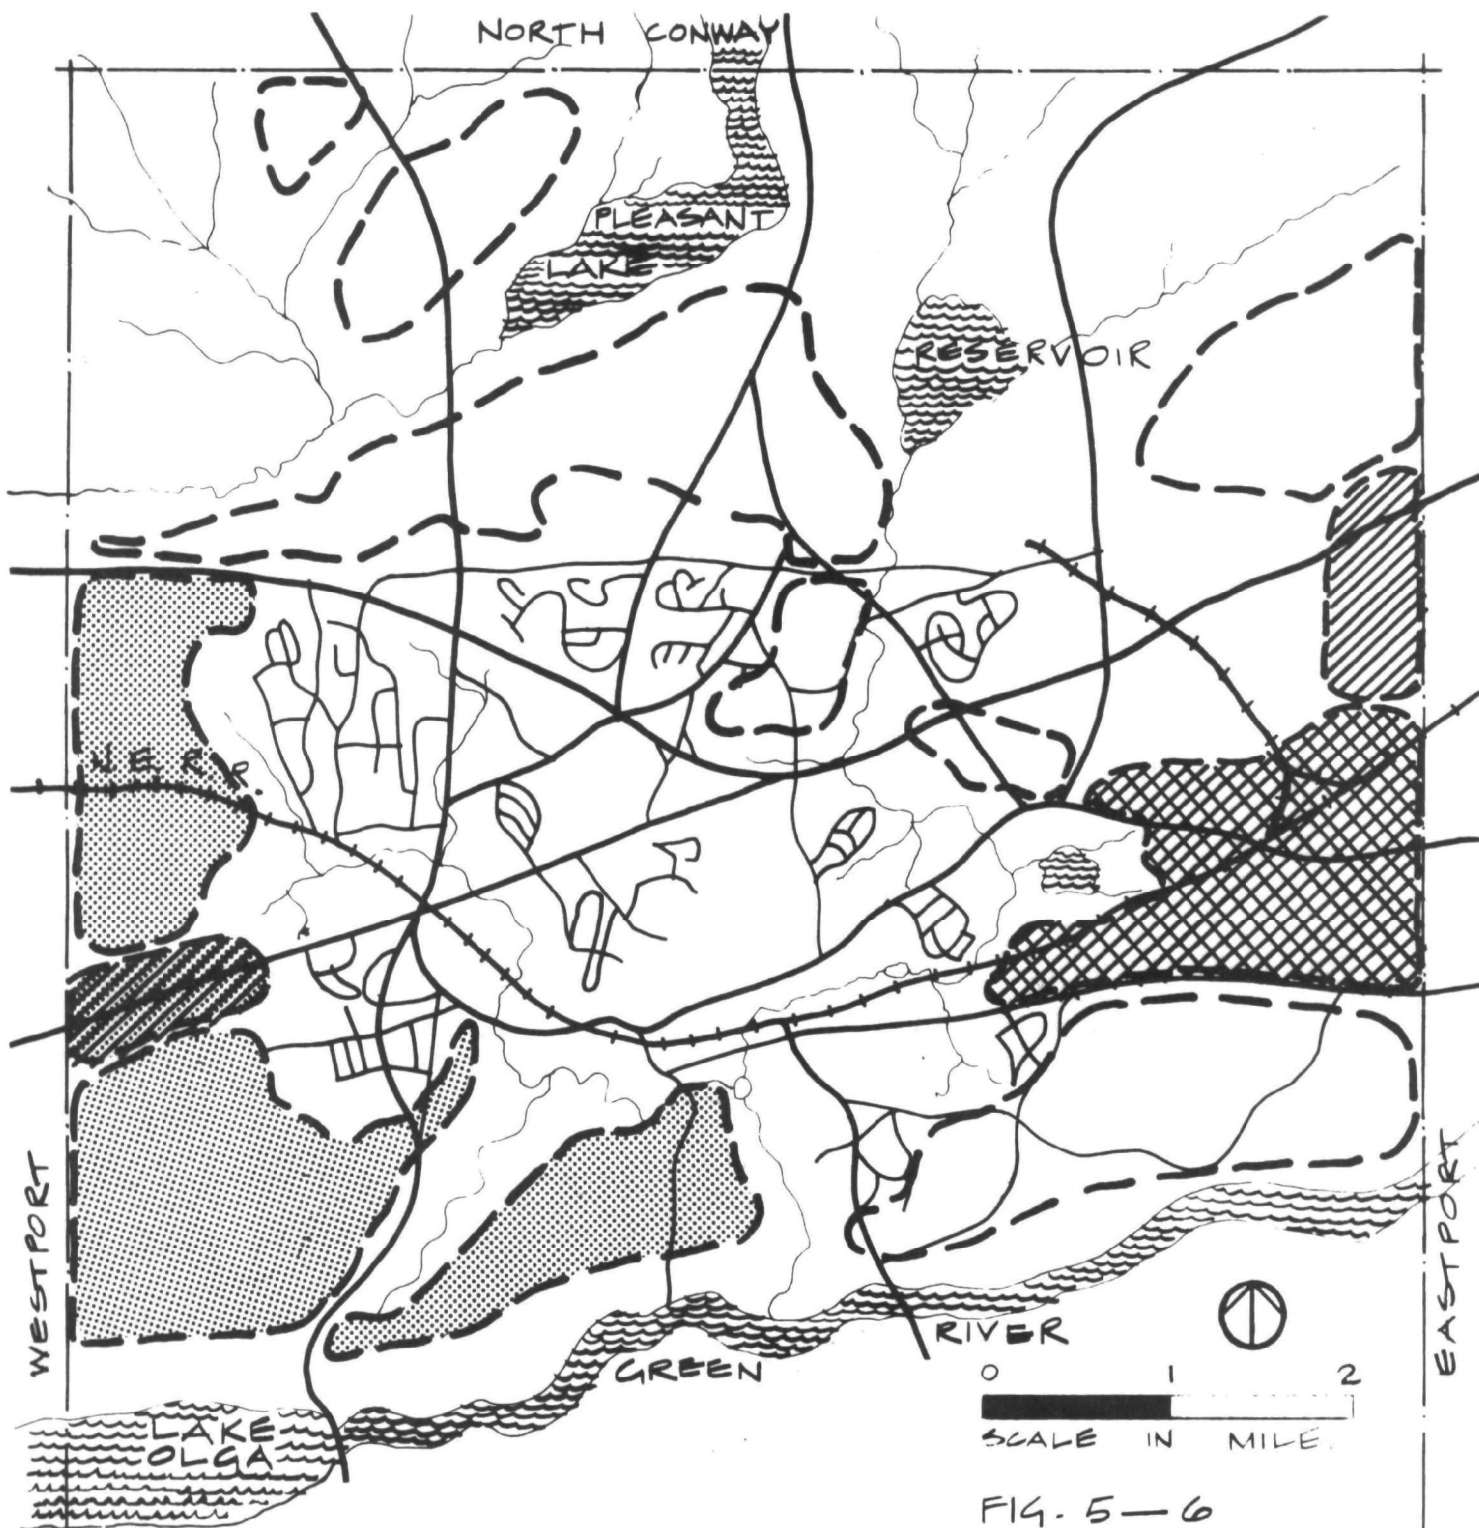 NORTH CONWAY
PLEASANT
LAKE
RESERVOIR
N. E. R. R.
WESTPORT
EASTPORT
RIVER
GREEN
LAKE
OLGA
0 1 2
SCALE IN MILE
FIG. 5 — 6